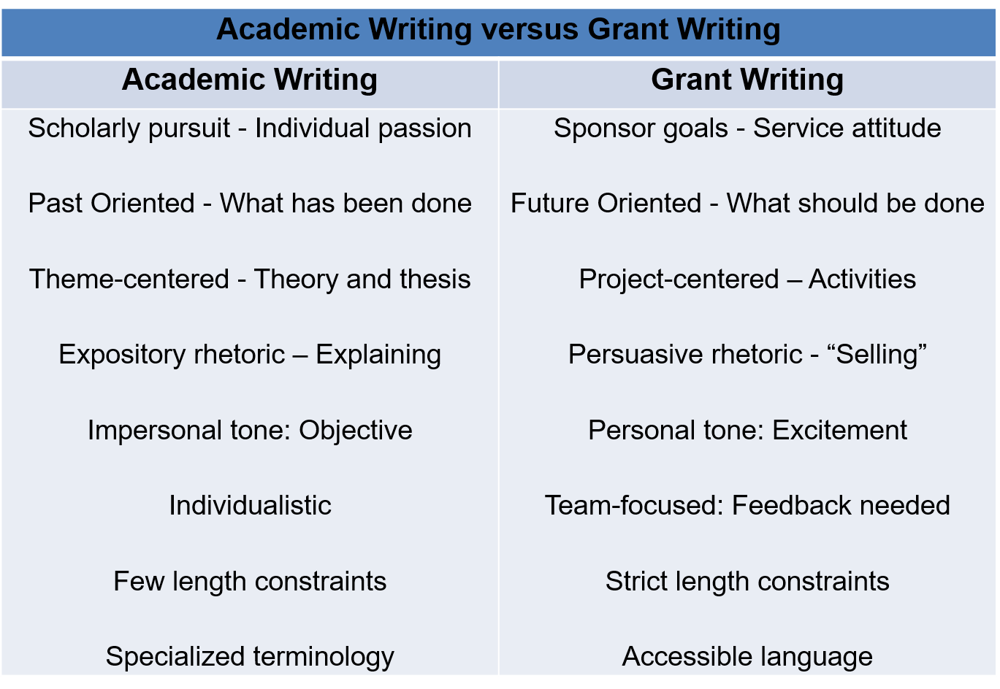 Academic Writing versus Grant Writing
Academic Writing
Grant Writing
Scholarly pursuit - Individual passion
Sponsor goals - Service attitude
Past Oriented - What has been done
Future Oriented - What should be done
Theme-centered - Theory and thesis
Project-centered – Activities
Expository rhetoric – Explaining
Persuasive rhetoric - “Selling”
Impersonal tone: Objective
Personal tone: Excitement
Individualistic
Team-focused: Feedback needed
Few length constraints
Strict length constraints
Specialized terminology
Accessible language